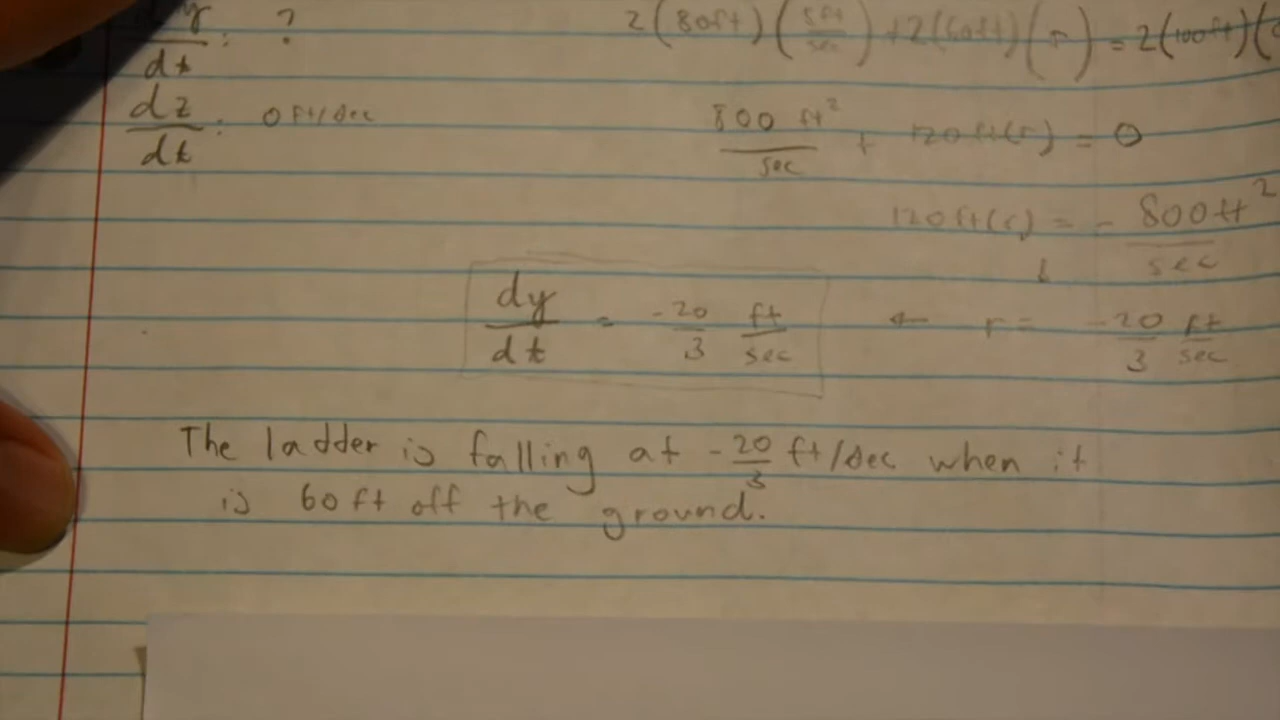 dy/dt : ?
2(80ft)(5ft/sec) + 2(60ft)(r) = 2(100ft)(
dz/dt : 0 ft/sec
800 ft²/sec + 120ft(r) = 0
120ft(r) = - 800ft²/sec
dy/dt = -20/3 ft/sec ← r = -20/3 ft/sec
The ladder is falling at -20/3 ft/sec when it
is 60ft off the ground.